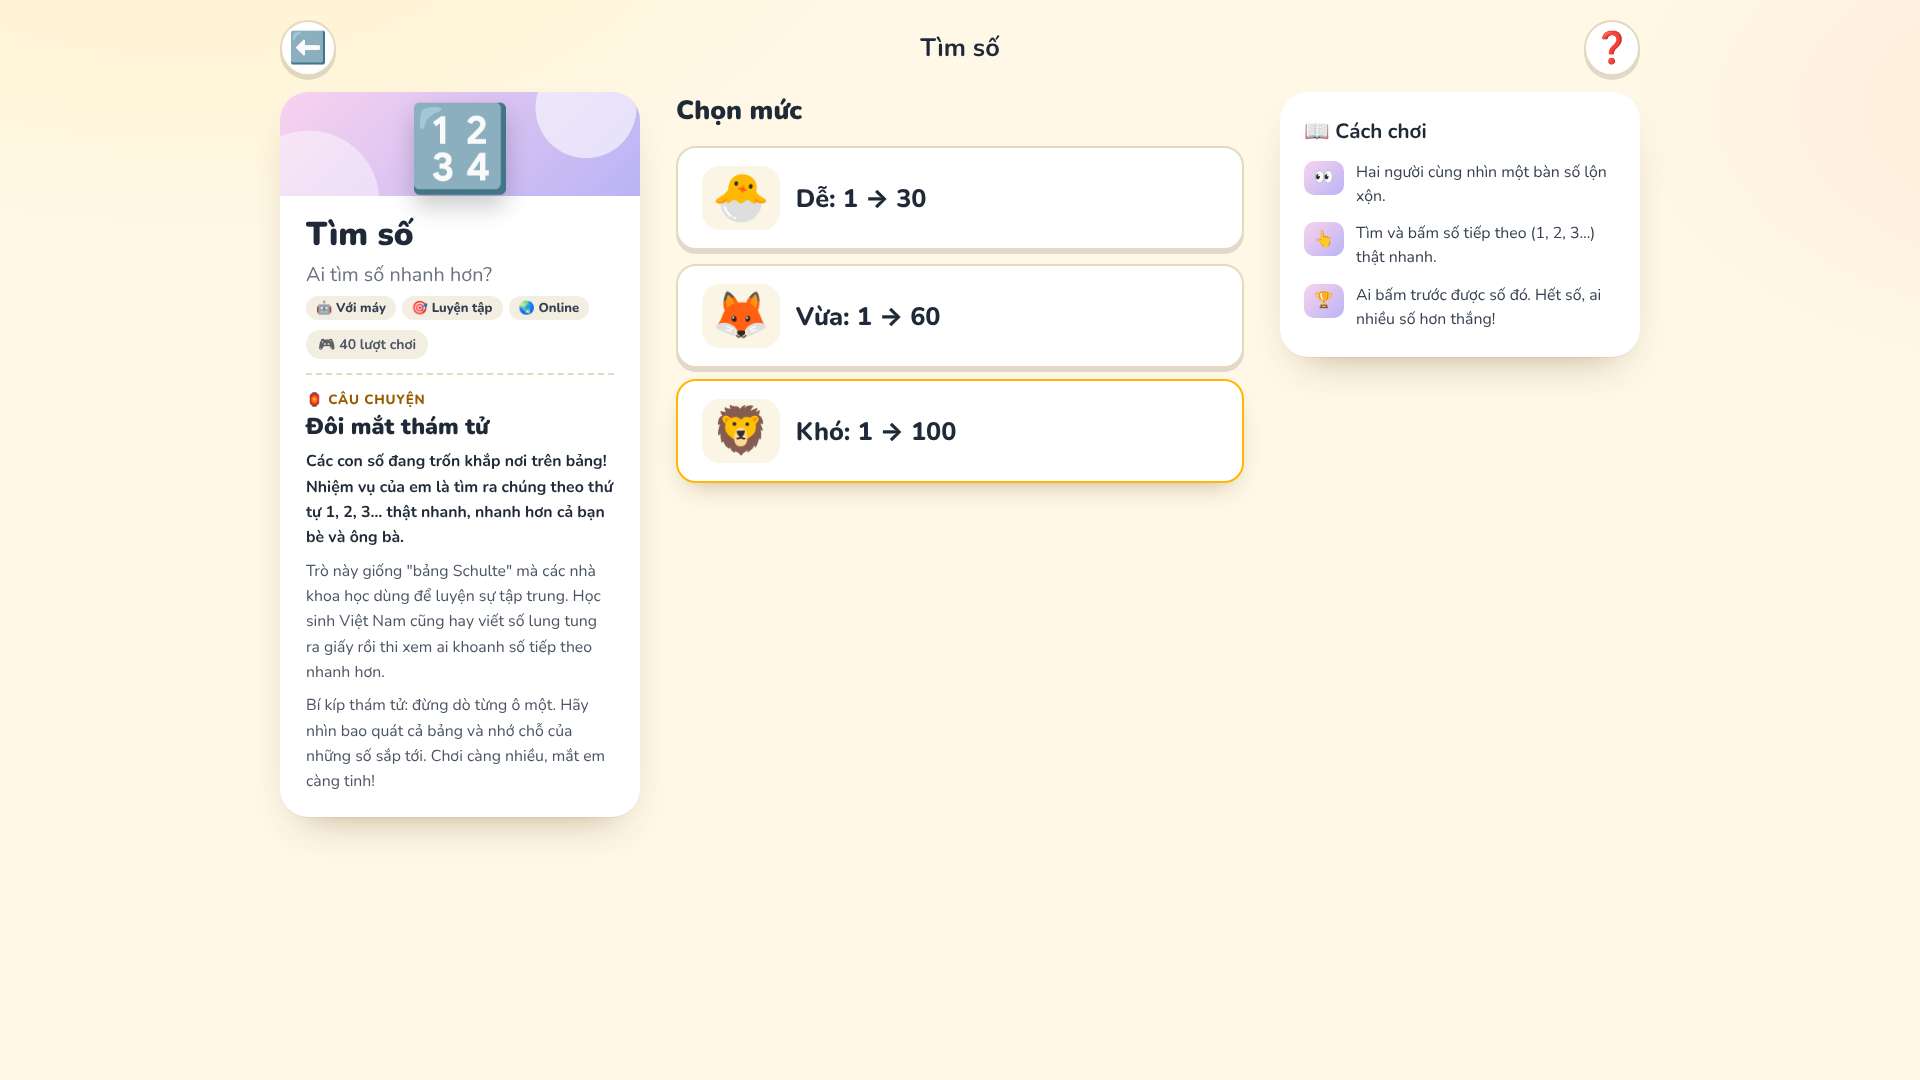 Tìm số
1 2
3 4
Tìm số
Ai tìm số nhanh hơn?
Với máy
Luyện tập
Online
40 lượt chơi
CÂU CHUYỆN
Đôi mắt thám tử
Các con số đang trốn khắp nơi trên bảng!
Nhiệm vụ của em là tìm ra chúng theo thứ
tự 1, 2, 3... thật nhanh, nhanh hơn cả bạn
bè và ông bà.
Trò này giống "bảng Schulte" mà các nhà
khoa học dùng để luyện sự tập trung. Học
sinh Việt Nam cũng hay viết số lung tung
ra giấy rồi thi xem ai khoanh số tiếp theo
nhanh hơn.
Bí kíp thám tử: đừng dò từng ô một. Hãy
nhìn bao quát cả bảng và nhớ chỗ của
những số sắp tới. Chơi càng nhiều, mắt em
càng tinh!
Chọn mức
Dễ: 1 → 30
Vừa: 1 → 60
Khó: 1 → 100
Cách chơi
Hai người cùng nhìn một bàn số lộn
xộn.
Tìm và bấm số tiếp theo (1, 2, 3...)
thật nhanh.
Ai bấm trước được số đó. Hết số, ai
nhiều số hơn thắng!